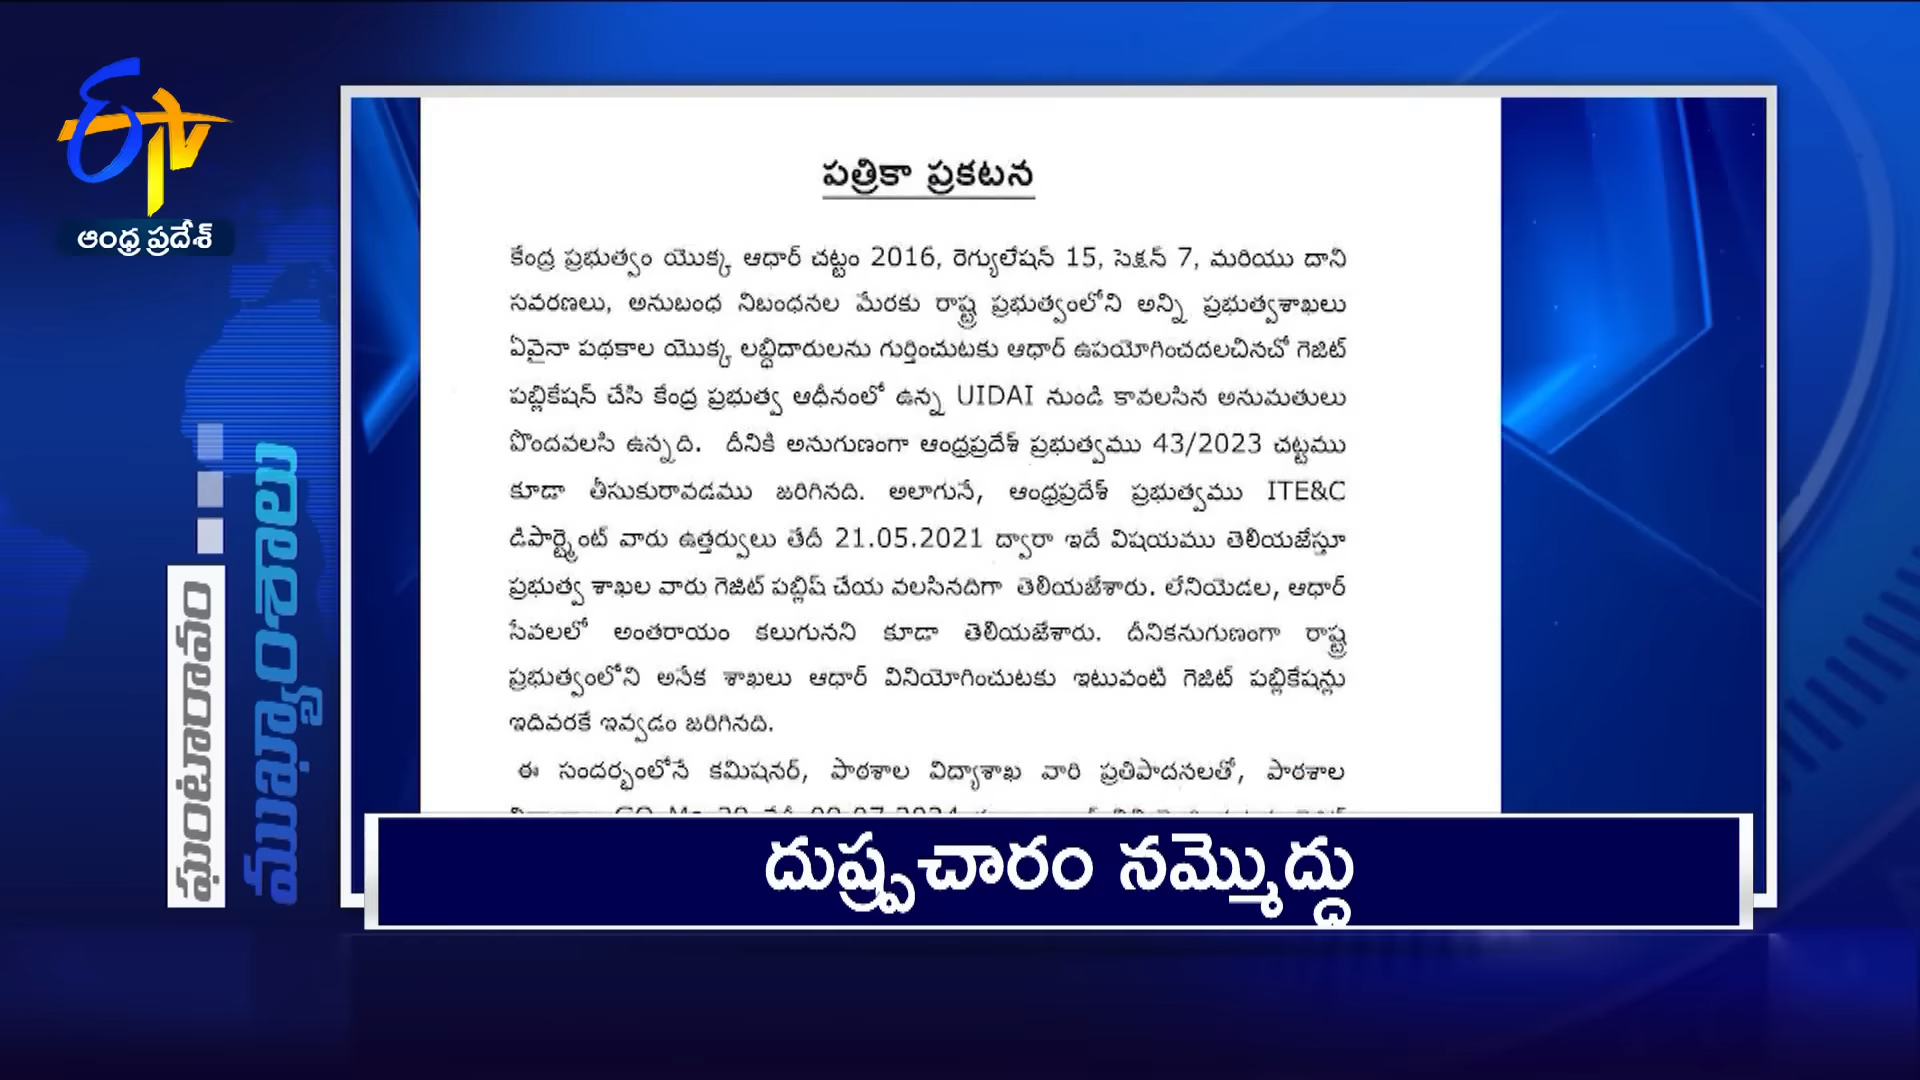 ఈ TV
ఆంధ్ర ప్రదేశ్
ఘంటారావం
ముఖ్యాంశాలు
పత్రికా ప్రకటన
కేంద్ర ప్రభుత్వం యొక్క ఆధార్ చట్టం 2016, రెగ్యులేషన్ 15, సెక్షన్ 7, మరియు దాని
సవరణలు, అనుబంధ నిబంధనల మేరకు రాష్ట్ర ప్రభుత్వంలోని అన్ని ప్రభుత్వశాఖలు
ఏవైనా పథకాల యొక్క లబ్ధిదారులను గుర్తించుటకు ఆధార్ ఉపయోగించదలచినచో గెజిట్
పబ్లికేషన్ చేసి కేంద్ర ప్రభుత్వ ఆధీనంలో ఉన్న UIDAI నుండి కావలసిన అనుమతులు
పొందవలసి ఉన్నది. దీనికి అనుగుణంగా ఆంధ్రప్రదేశ్ ప్రభుత్వము 43/2023 చట్టము
కూడా తీసుకురావడము జరిగినది. అలాగునే, ఆంధ్రప్రదేశ్ ప్రభుత్వము ITE&C
డిపార్ట్మెంట్ వారు ఉత్తర్వులు తేదీ 21.05.2021 ద్వారా ఇదే విషయము తెలియజేస్తూ
ప్రభుత్వ శాఖల వారు గెజిట్ పబ్లిష్ చేయ వలసినదిగా తెలియజేశారు. లేనియెడల, ఆధార్
సేవలలో అంతరాయం కలుగునని కూడా తెలియజేశారు. దీనికనుగుణంగా రాష్ట్ర
ప్రభుత్వంలోని అనేక శాఖలు ఆధార్ వినియోగించుటకు ఇటువంటి గెజిట్ పబ్లికేషన్లు
ఇదివరకే ఇవ్వడం జరిగినది.
ఈ సందర్భంలోనే కమిషనర్, పాఠశాల విద్యాశాఖ వారి ప్రతిపాదనలతో, పాఠశాల
దుష్ప్రచారం నమ్మొద్దు